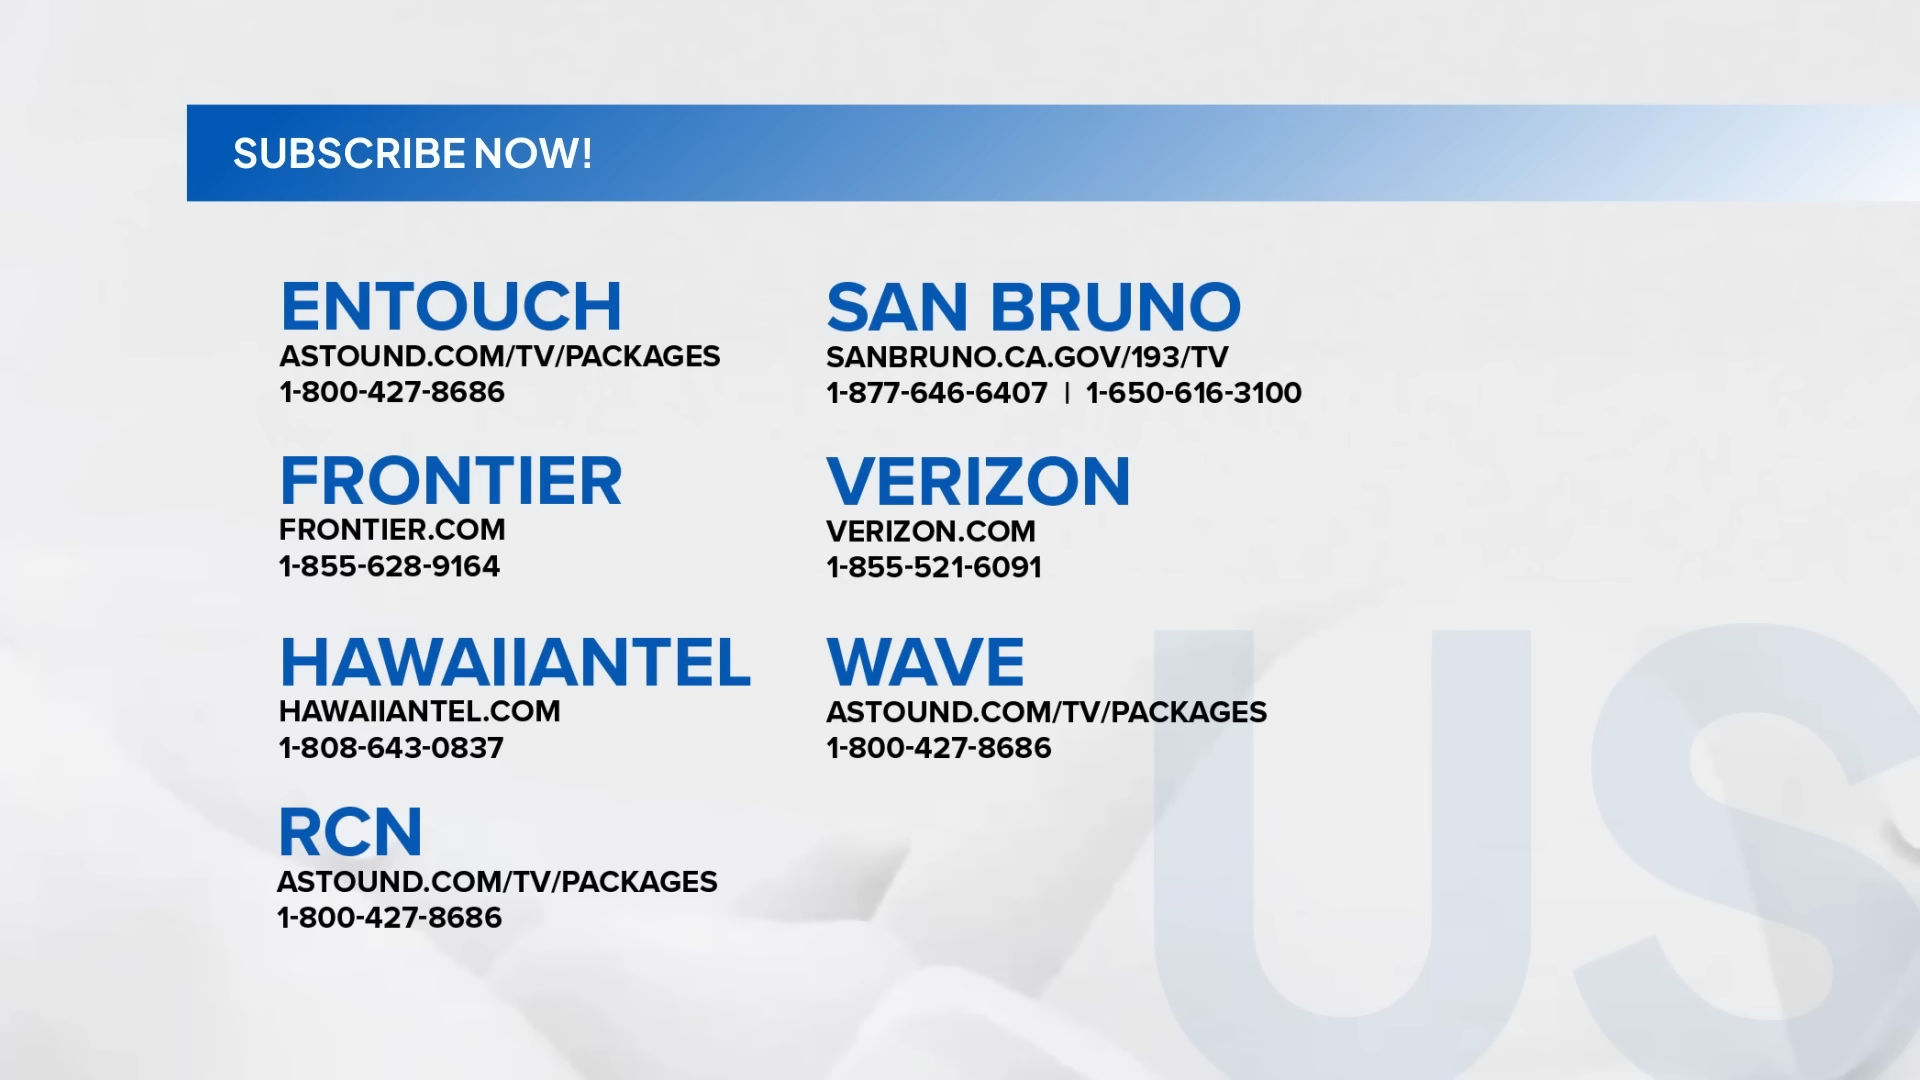 SUBSCRIBE NOW!
ENTOUCH
ASTOUND.COM/TV/PACKAGES
1-800-427-8686
FRONTIER
FRONTIER.COM
1-855-628-9164
HAWAIIANTEL
HAWAIIANTEL.COM
1-808-643-0837
RCN
ASTOUND.COM/TV/PACKAGES
1-800-427-8686
SAN BRUNO
SANBRUNO.CA.GOV/193/TV
1-877-646-6407 | 1-650-616-3100
VERIZON
VERIZON.COM
1-855-521-6091
WAVE
ASTOUND.COM/TV/PACKAGES
1-800-427-8686
US